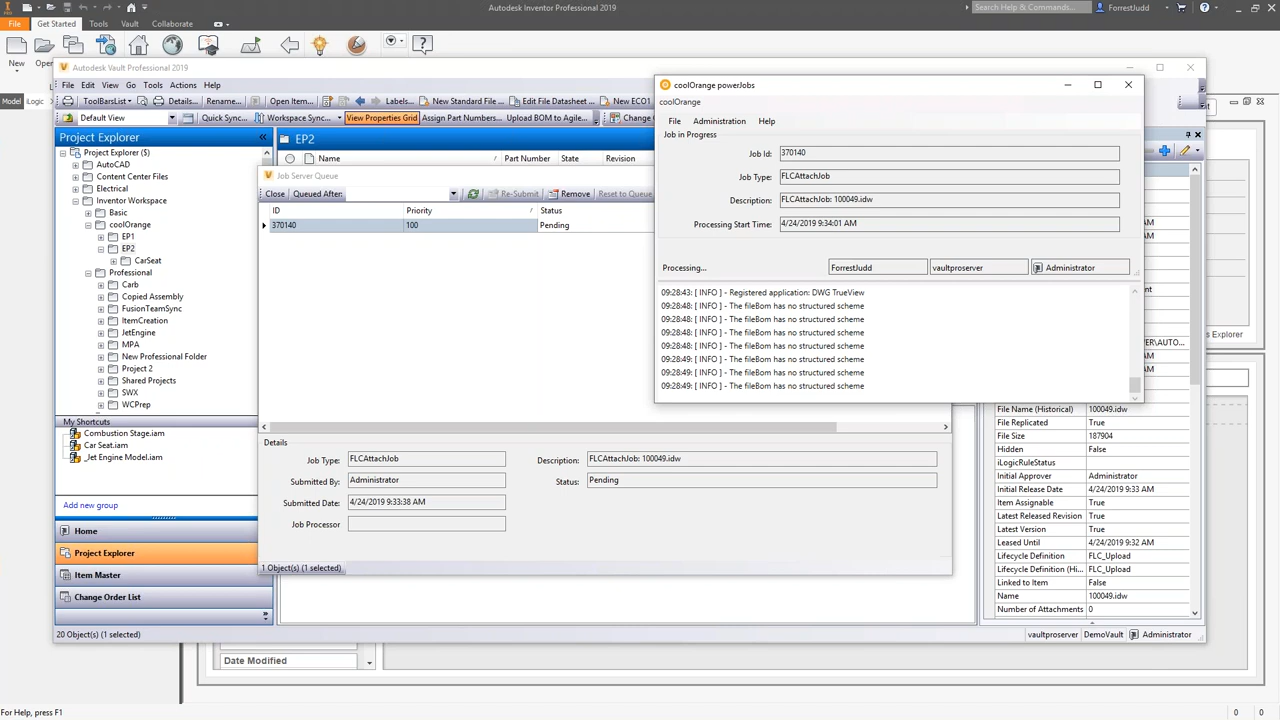 Autodesk Inventor Professional 2019
Search Help & Commands...
ForrestJudd
File
Get Started
Tools
Vault
Collaborate
New
Open
Model
Logic
Autodesk Vault Professional 2019
File
Edit
View
Go
Tools
Actions
Help
ToolBarsList
Details...
Rename...
Open Item...
Labels...
New Standard File...
Edit File Datasheet...
New ECO1
Default View
Quick Sync...
Workspace Sync...
View Properties Grid
Assign Part Numbers...
Upload BOM to Agile...
Change
Project Explorer
Project Explorer ($)
AutoCAD
Content Center Files
Electrical
Inventor Workspace
Basic
coolOrange
EP1
EP2
CarSeat
Professional
Carb
Copied Assembly
FusionTeamSync
ItemCreation
JetEngine
MPA
New Professional Folder
Project 2
Shared Projects
SWX
WCPrep
My Shortcuts
Combustion Stage.iam
Car Seat.iam
_Jet Engine Model.iam
Add new group
Home
Project Explorer
Item Master
Change Order List
20 Object(s) (1 selected)
EP2
Name
Part Number
State
Revision
Job Server Queue
Close
Queued After:
Re-Submit
Remove
Reset to Queue
ID
Priority
Status
370140
100
Pending
Details
Job Type:
FLCAttachJob
Description:
FLCAttachJob: 100049.idw
Submitted By:
Administrator
Status:
Pending
Submitted Date:
4/24/2019 9:33:38 AM
Job Processor
1 Object(s) (1 selected)
coolOrange powerJobs
coolOrange
File
Administration
Help
Job in Progress
Job Id:
370140
Job Type:
FLCAttachJob
Description:
FLCAttachJob: 100049.idw
Processing Start Time:
4/24/2019 9:34:01 AM
Processing...
ForrestJudd
vaultproserver
Administrator
09:28:43: [ INFO ] - Registered application: DWG TrueView
09:28:48: [ INFO ] - The fileBom has no structured scheme
09:28:48: [ INFO ] - The fileBom has no structured scheme
09:28:48: [ INFO ] - The fileBom has no structured scheme
09:28:48: [ INFO ] - The fileBom has no structured scheme
09:28:49: [ INFO ] - The fileBom has no structured scheme
09:28:49: [ INFO ] - The fileBom has no structured scheme
09:28:49: [ INFO ] - The fileBom has no structured scheme
File Name (Historical)
100049.idw
File Replicated
True
File Size
187904
Hidden
False
iLogicRuleStatus
Initial Approver
Administrator
Initial Release Date
4/24/2019 9:33 AM
Item Assignable
True
Latest Released Revision
True
Latest Version
True
Leased Until
4/24/2019 9:32 AM
Lifecycle Definition
FLC_Upload
Lifecycle Definition (Hi...
FLC_Upload
Linked to Item
False
Name
100049.idw
Number of Attachments
0
vaultproserver
DemoVault
Administrator
Date Modified
For Help, press F1
0
0